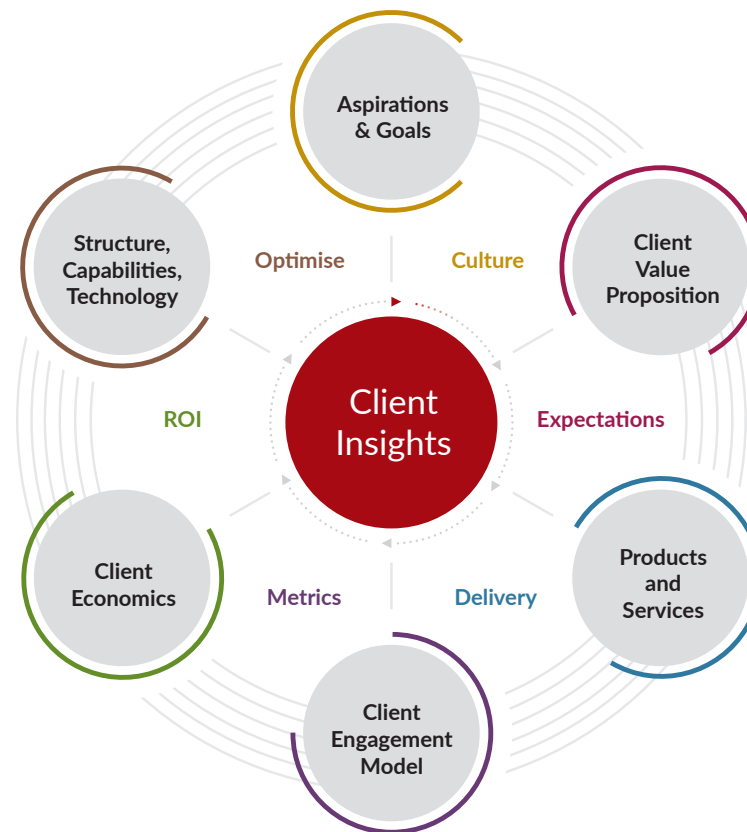 Aspirations
& Goals
Structure,
Capabilities,
Technology
Client
Value
Proposition
Optimise
Culture
Client
Insights
ROI
Expectations
Client
Economics
Products
and
Services
Metrics
Delivery
Client
Engagement
Model